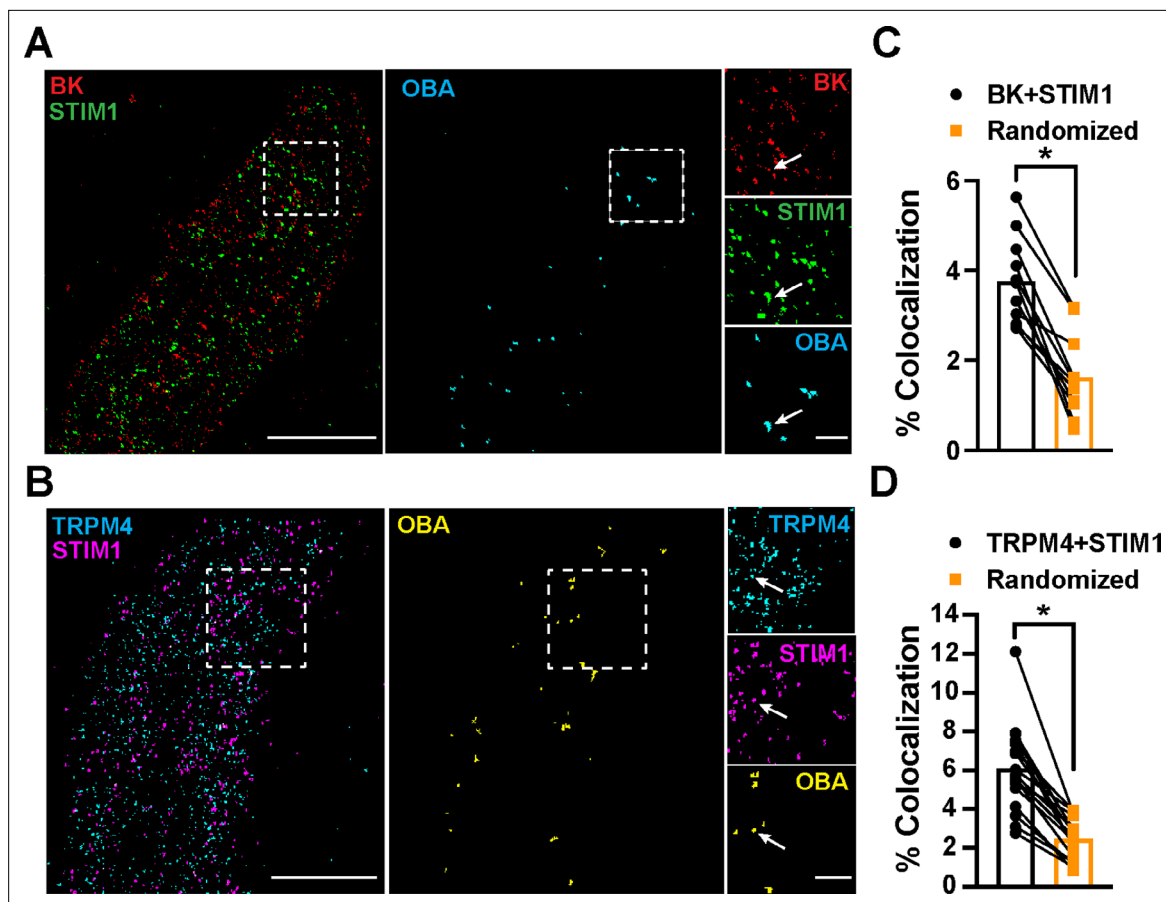 A
BK
STIM1
OBA
BK
STIM1
OBA
B
TRPM4
STIM1
OBA
TRPM4
STIM1
OBA
C
BK+STIM1
Randomized
*
% Colocalization
6
4
2
0
D
TRPM4+STIM1
Randomized
*
% Colocalization
14
12
10
8
6
4
2
0